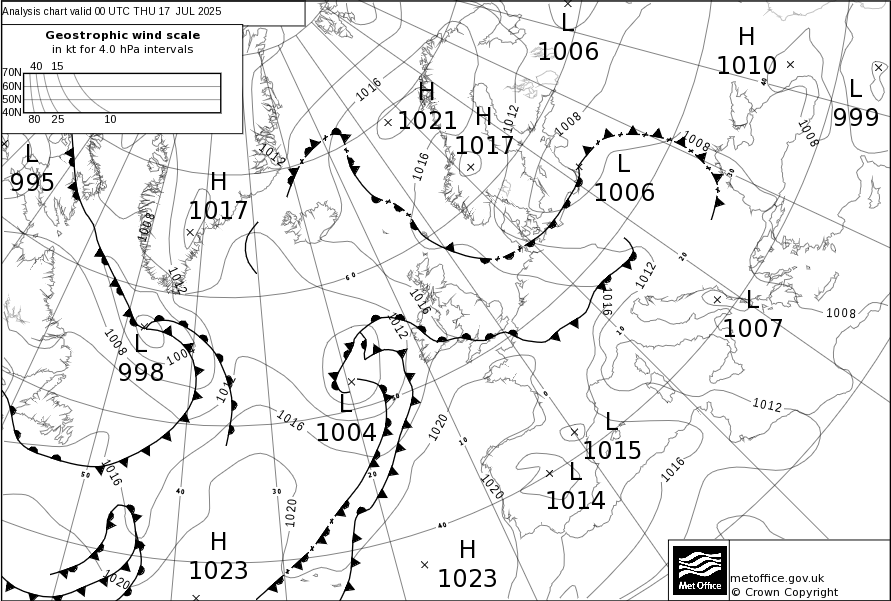 Analysis chart valid 00 UTC THU 17 JUL 2025
Geostrophic wind scale
in kt for 4.0 hPa intervals
40 15
70N
60N
50N
40N
80 25 10
L
1006
H
1010
L
999
H
1021
H
1017
L
1006
L
995
H
1017
L
998
L
1004
L
1007
L
1015
L
1014
H
1023
H
1023
1016
1012
1012
1008
1008
1008
1016
1008
1012
1012
1016
1016
1012
1008
1008
1004
1012
1016
1020
1012
1016
1016
1020
1020
1020
60
50
40
30
20
10
0
10
20
30
40
40
Met Office
metoffice.gov.uk
© Crown Copyright